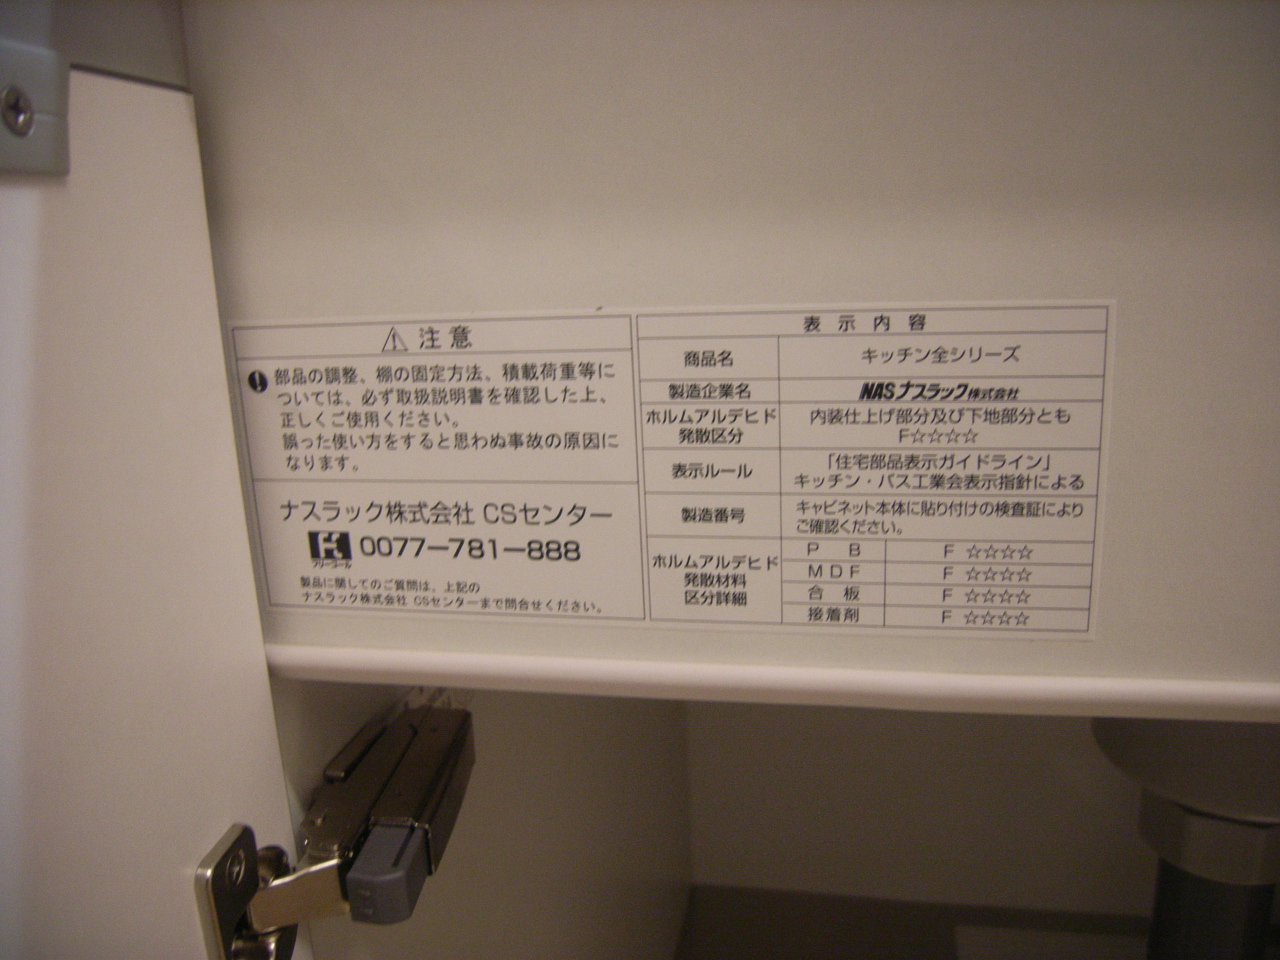 ⚠ 注意
部品の調整、棚の固定方法、積載荷重等に
ついては、必ず取扱説明書を確認した上、
正しくご使用ください。
誤った使い方をすると思わぬ事故の原因に
なります。
ナスラック株式会社 CSセンター
フリーコール 0077-781-888
製品に関してのご質問は、上記の
ナスラック株式会社 CSセンターまで問合せください。
表示内容
商品名 キッチン全シリーズ
製造企業名 NASナスラック株式会社
ホルムアルデヒド
発散区分
内装仕上げ部分及び下地部分とも
F☆☆☆☆
表示ルール
「住宅部品表示ガイドライン」
キッチン・バス工業会表示指針による
製造番号
キャビネット本体に貼り付けの検査証により
ご確認ください。
ホルムアルデヒド
発散材料
区分詳細
PB F ☆☆☆☆
MDF F ☆☆☆☆
合板 F ☆☆☆☆
接着剤 F ☆☆☆☆